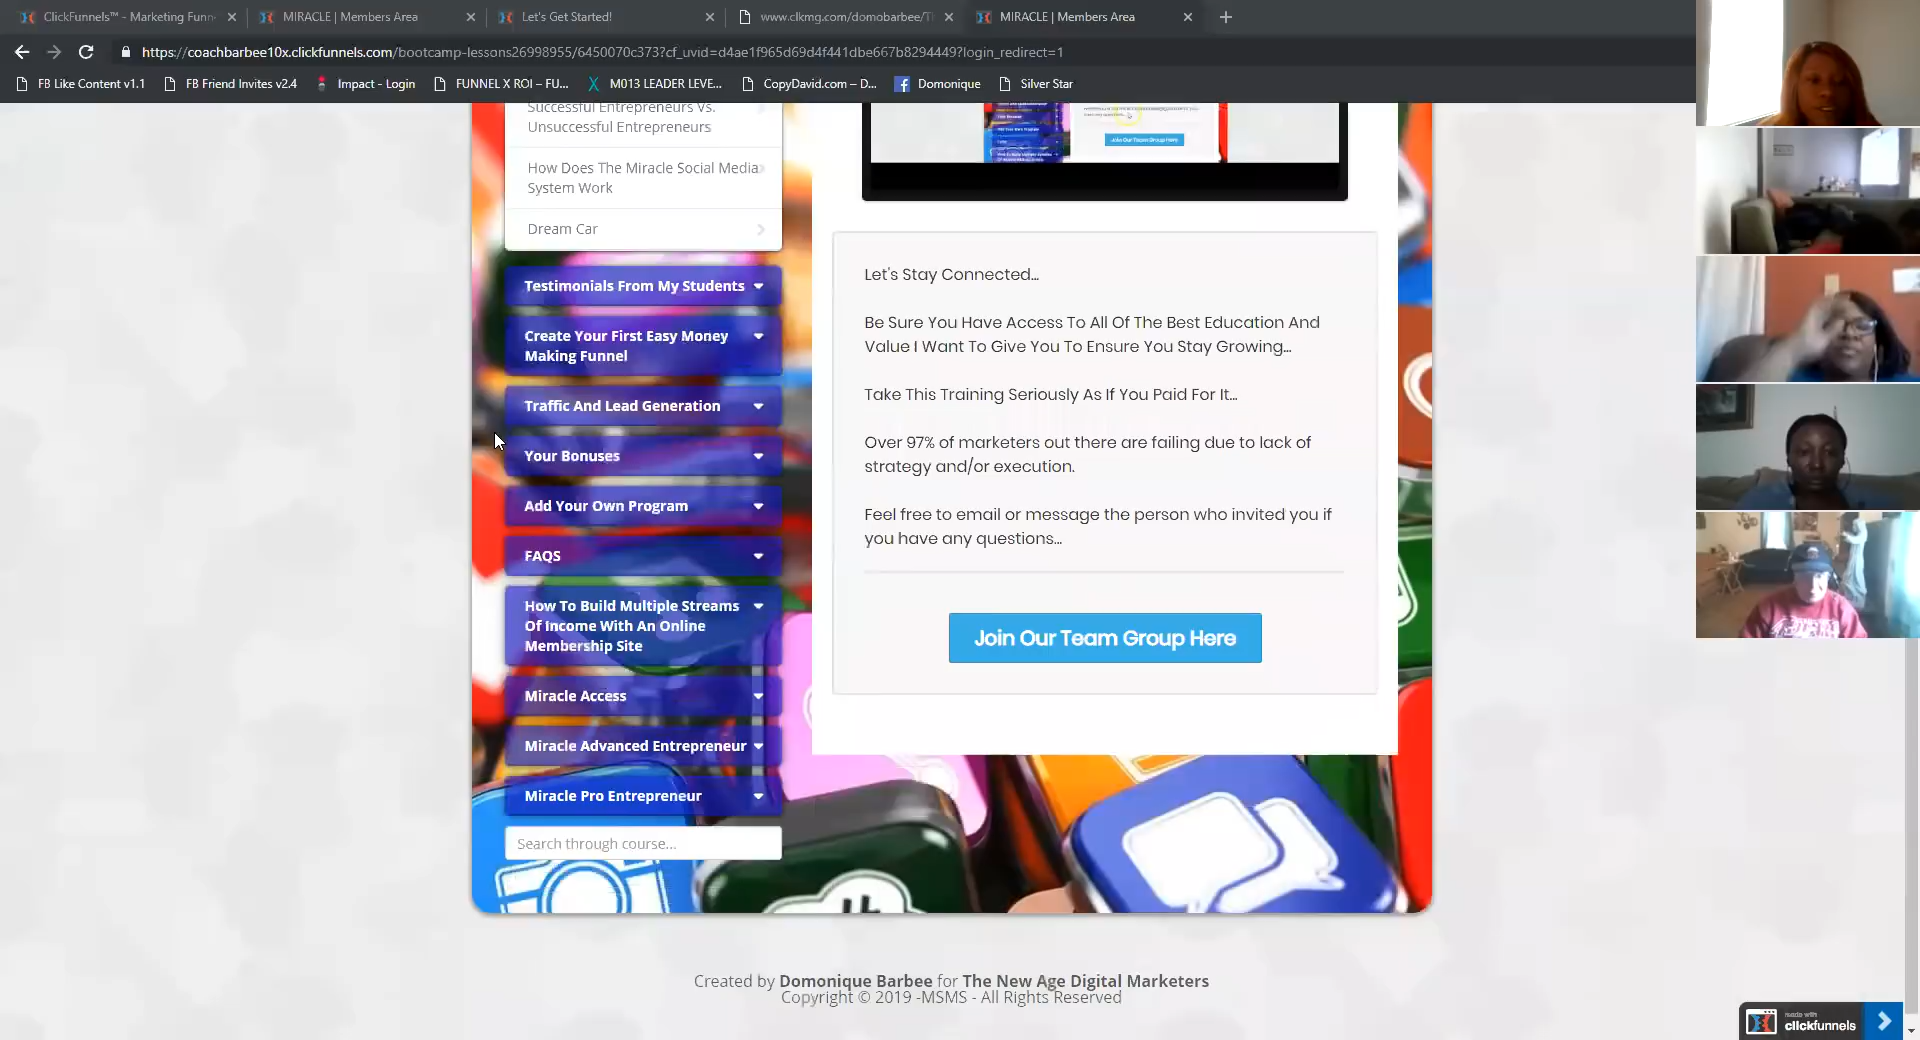 ClickFunnels™ - Marketing Funn
MIRACLE | Members Area
Let's Get Started!
www.clkmg.com/domobarbee/T
MIRACLE | Members Area
https://coachbarbee10x.clickfunnels.com/bootcamp-lessons26998955/6450070c373?cf_uvid=d4ae1f965d69d4f441dbe667b8294449?login_redirect=1
FB Like Content v1.1
FB Friend Invites v2.4
Impact - Login
FUNNEL X ROI – FU...
M013 LEADER LEVE...
CopyDavid.com – D...
Domonique
Silver Star
Successful Entrepreneurs Vs.
Unsuccessful Entrepreneurs
How Does The Miracle Social Media
System Work
Dream Car
Testimonials From My Students
Create Your First Easy Money
Making Funnel
Traffic And Lead Generation
Your Bonuses
Add Your Own Program
FAQS
How To Build Multiple Streams
Of Income With An Online
Membership Site
Miracle Access
Miracle Advanced Entrepreneur
Miracle Pro Entrepreneur
Search through course...
Join Our Team Group Here
Let's Stay Connected...
Be Sure You Have Access To All Of The Best Education And
Value I Want To Give You To Ensure You Stay Growing...
Take This Training Seriously As If You Paid For It...
Over 97% of marketers out there are failing due to lack of
strategy and/or execution.
Feel free to email or message the person who invited you if
you have any questions...
Join Our Team Group Here
Created by Domonique Barbee for The New Age Digital Marketers
Copyright © 2019 -MSMS - All Rights Reserved
made with
clickfunnels